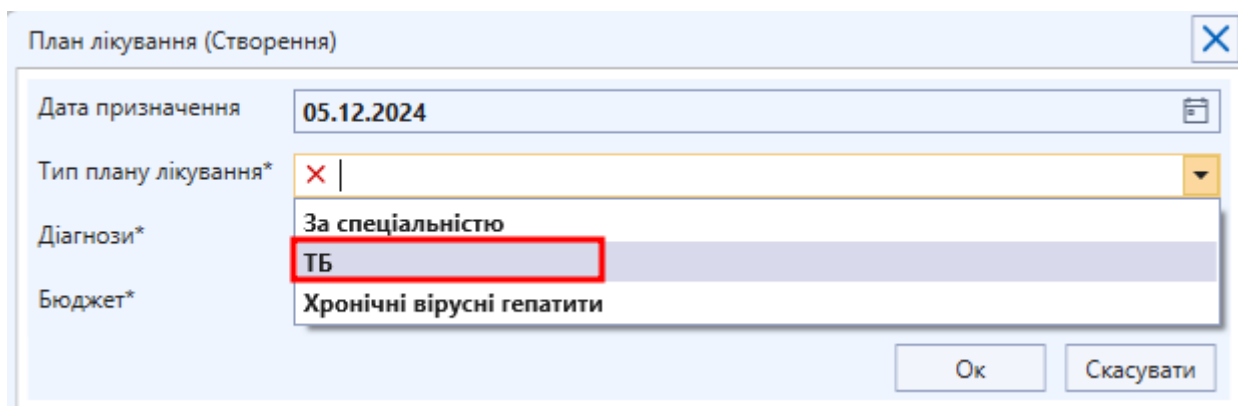 План лікування (Створення)
Дата призначення 05.12.2024
Тип плану лікування*
За спеціальністю
Діагнози*
ТБ
Бюджет*
Хронічні вірусні гепатити
Ок Скасувати